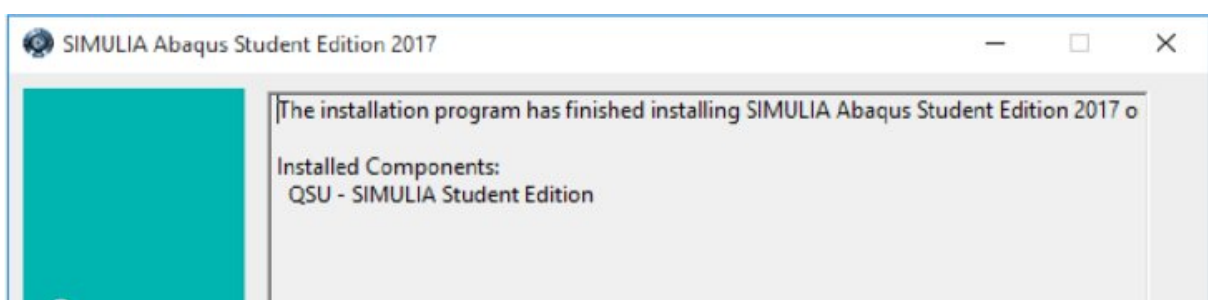 SIMULIA Abaqus Student Edition 2017
The installation program has finished installing SIMULIA Abaqus Student Edition 2017 o
Installed Components:
QSU - SIMULIA Student Edition